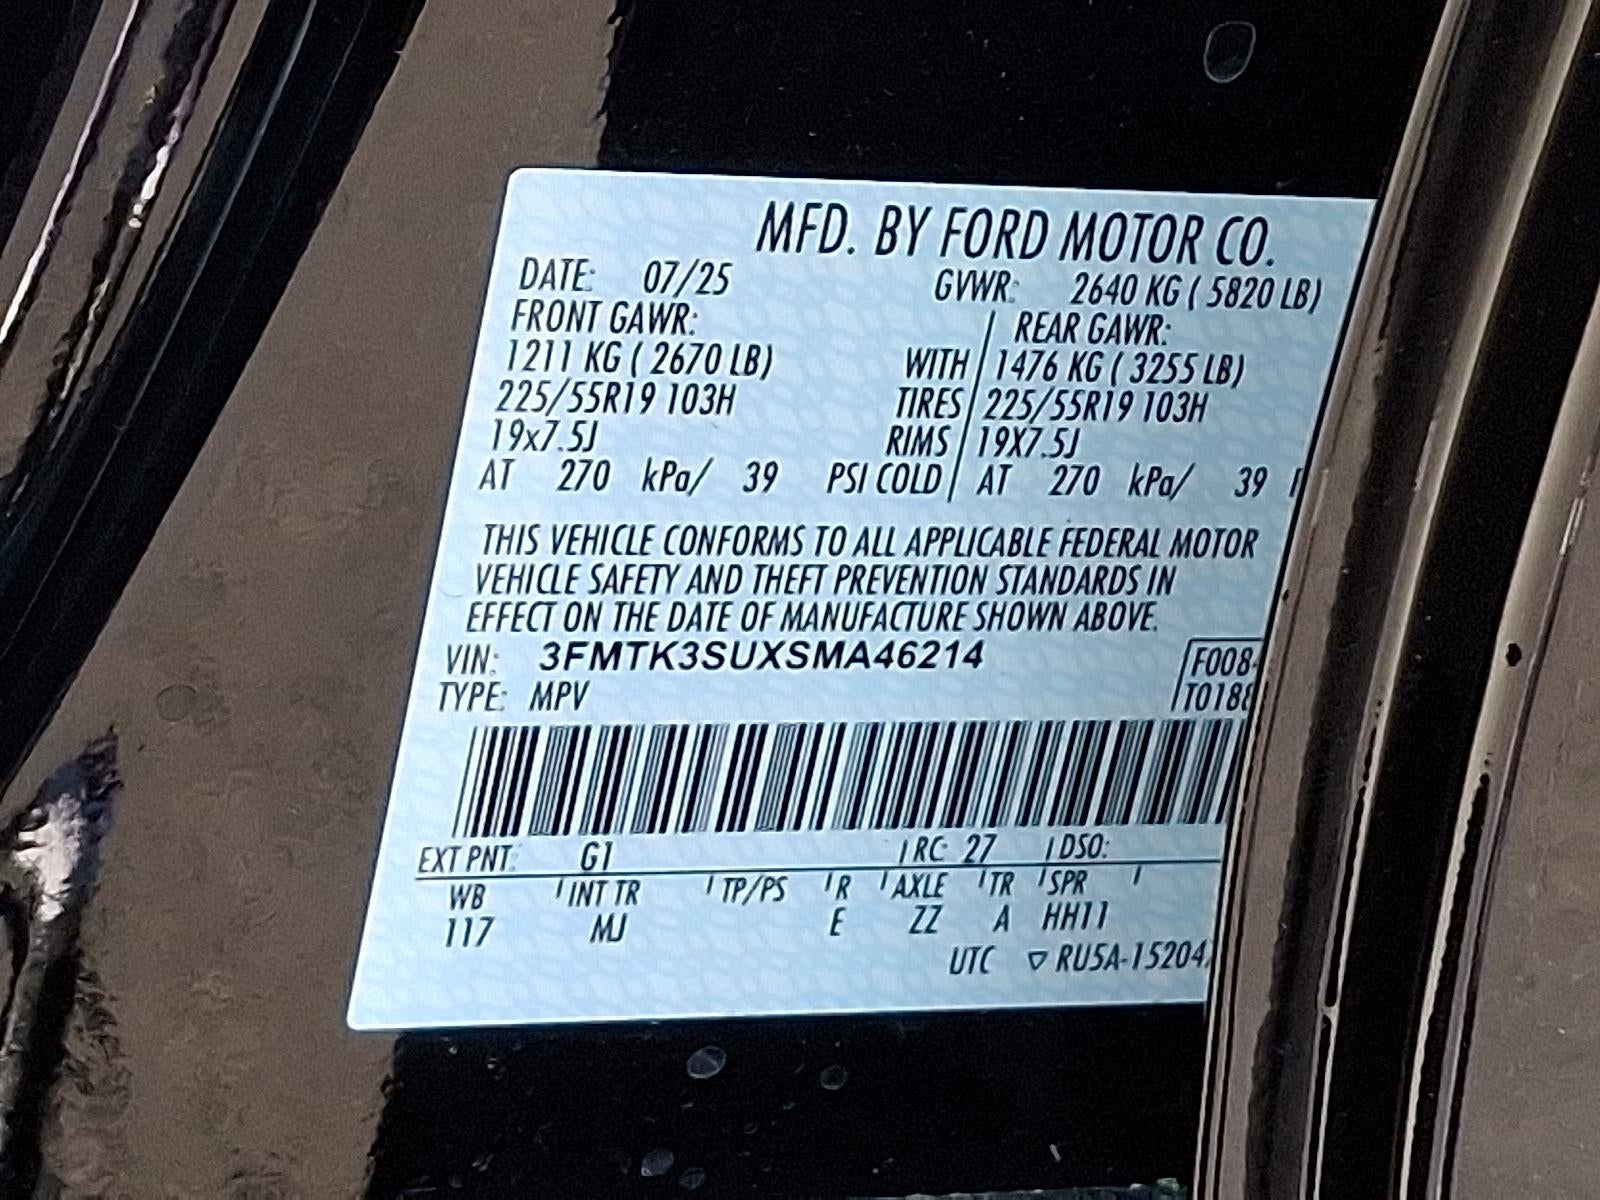 MFD. BY FORD MOTOR CO.
DATE: 07/25 GVWR: 2640 KG ( 5820 LB)
FRONT GAWR: REAR GAWR:
1211 KG ( 2670 LB) WITH 1476 KG ( 3255 LB)
225/55R19 103H TIRES 225/55R19 103H
19x7.5J RIMS 19X7.5J
AT 270 kPa/ 39 PSI COLD AT 270 kPa/ 39
THIS VEHICLE CONFORMS TO ALL APPLICABLE FEDERAL MOTOR
VEHICLE SAFETY AND THEFT PREVENTION STANDARDS IN
EFFECT ON THE DATE OF MANUFACTURE SHOWN ABOVE.
VIN: 3FMTK3SUXSMA46214 F008-
TYPE: MPV T0188
EXT PNT: G1 RC: 27 DSO:
WB INT TR TP/PS R AXLE TR SPR
117 MJ E ZZ A HH11
UTC ▽ RU5A-15204